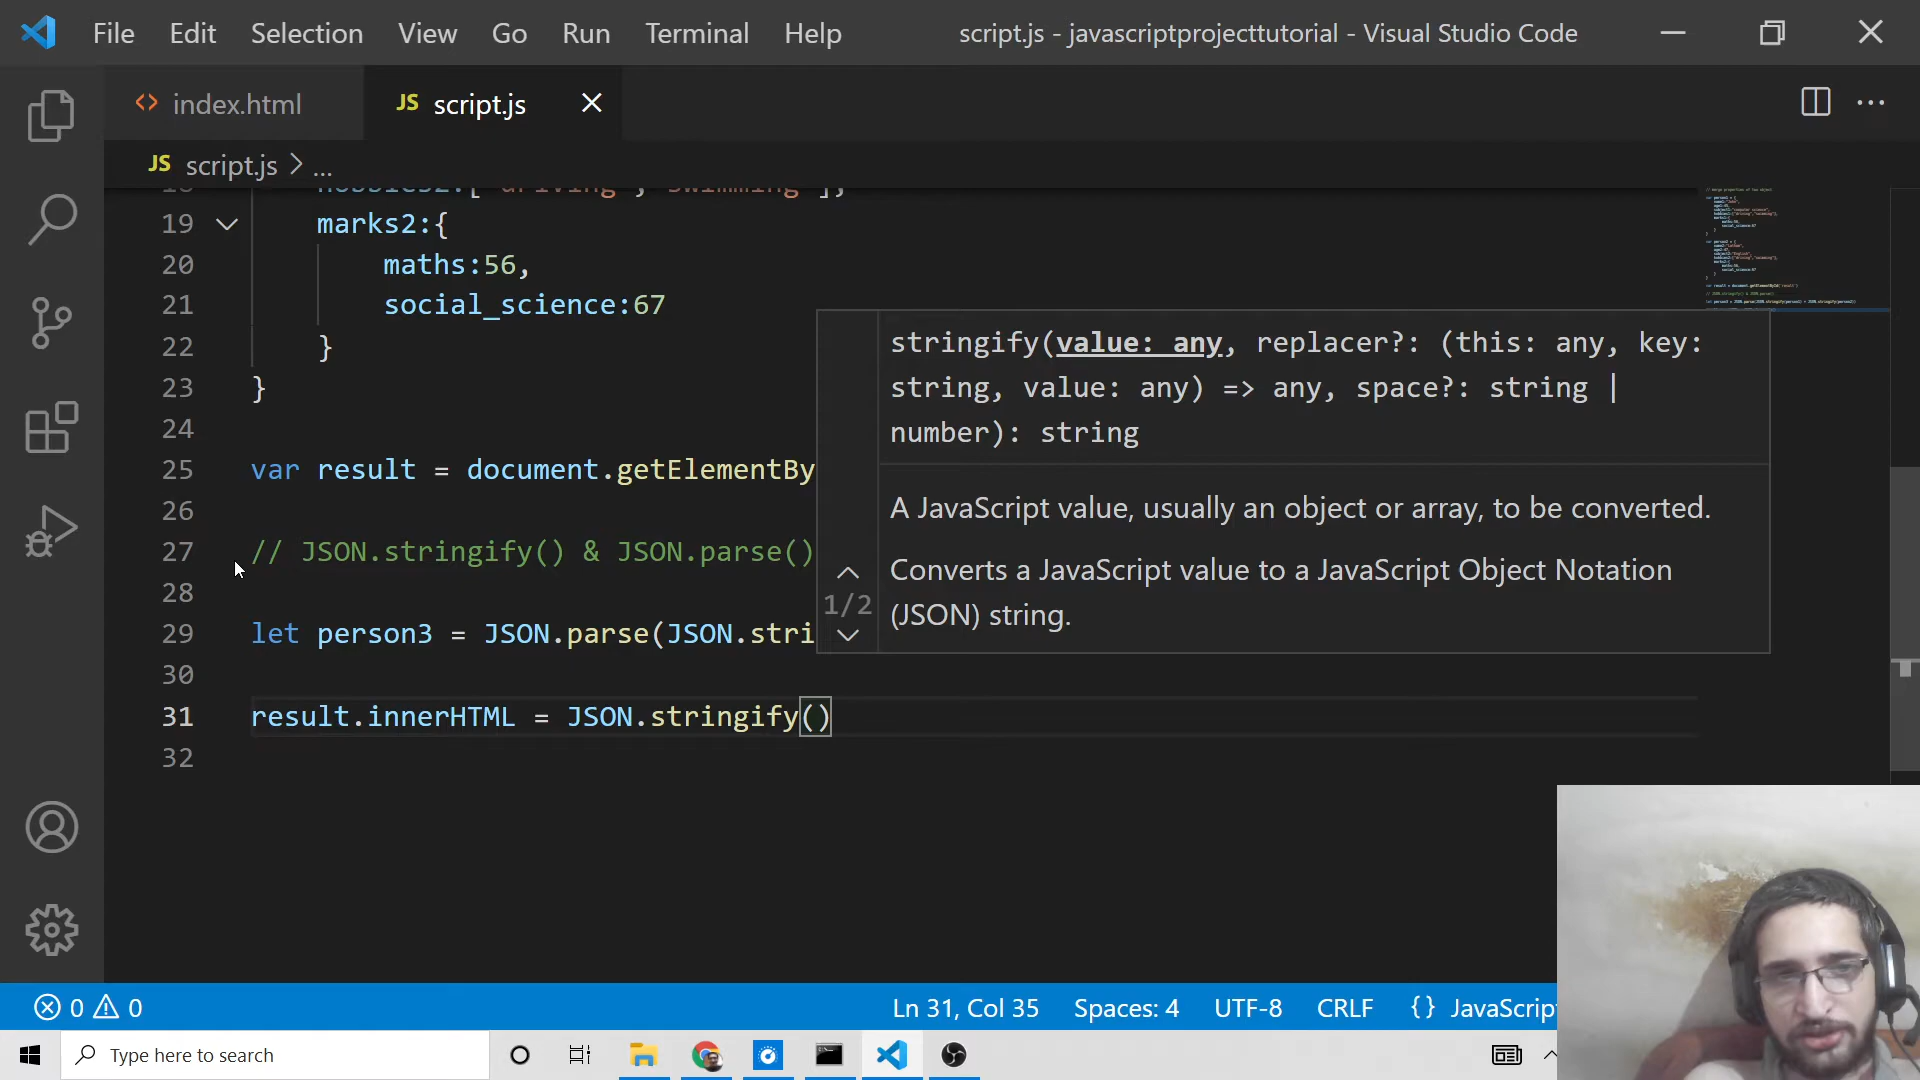 File Edit Selection View Go Run Terminal Help script.js - javascriptprojecttutorial - Visual Studio Code
index.html JS script.js
JS script.js > ...
19 marks2:{
20 maths:56,
21 social_science:67
22 }
23 }
24
25 var result = document.getElementBy
26
27 // JSON.stringify() & JSON.parse()
28
29 let person3 = JSON.parse(JSON.stri
30
31 result.innerHTML = JSON.stringify()
32
stringify(value: any, replacer?: (this: any, key:
string, value: any) => any, space?: string |
number): string
A JavaScript value, usually an object or array, to be converted.
Converts a JavaScript value to a JavaScript Object Notation
(JSON) string.
1/2
0 0 Ln 31, Col 35 Spaces: 4 UTF-8 CRLF {} JavaScrip
Type here to search